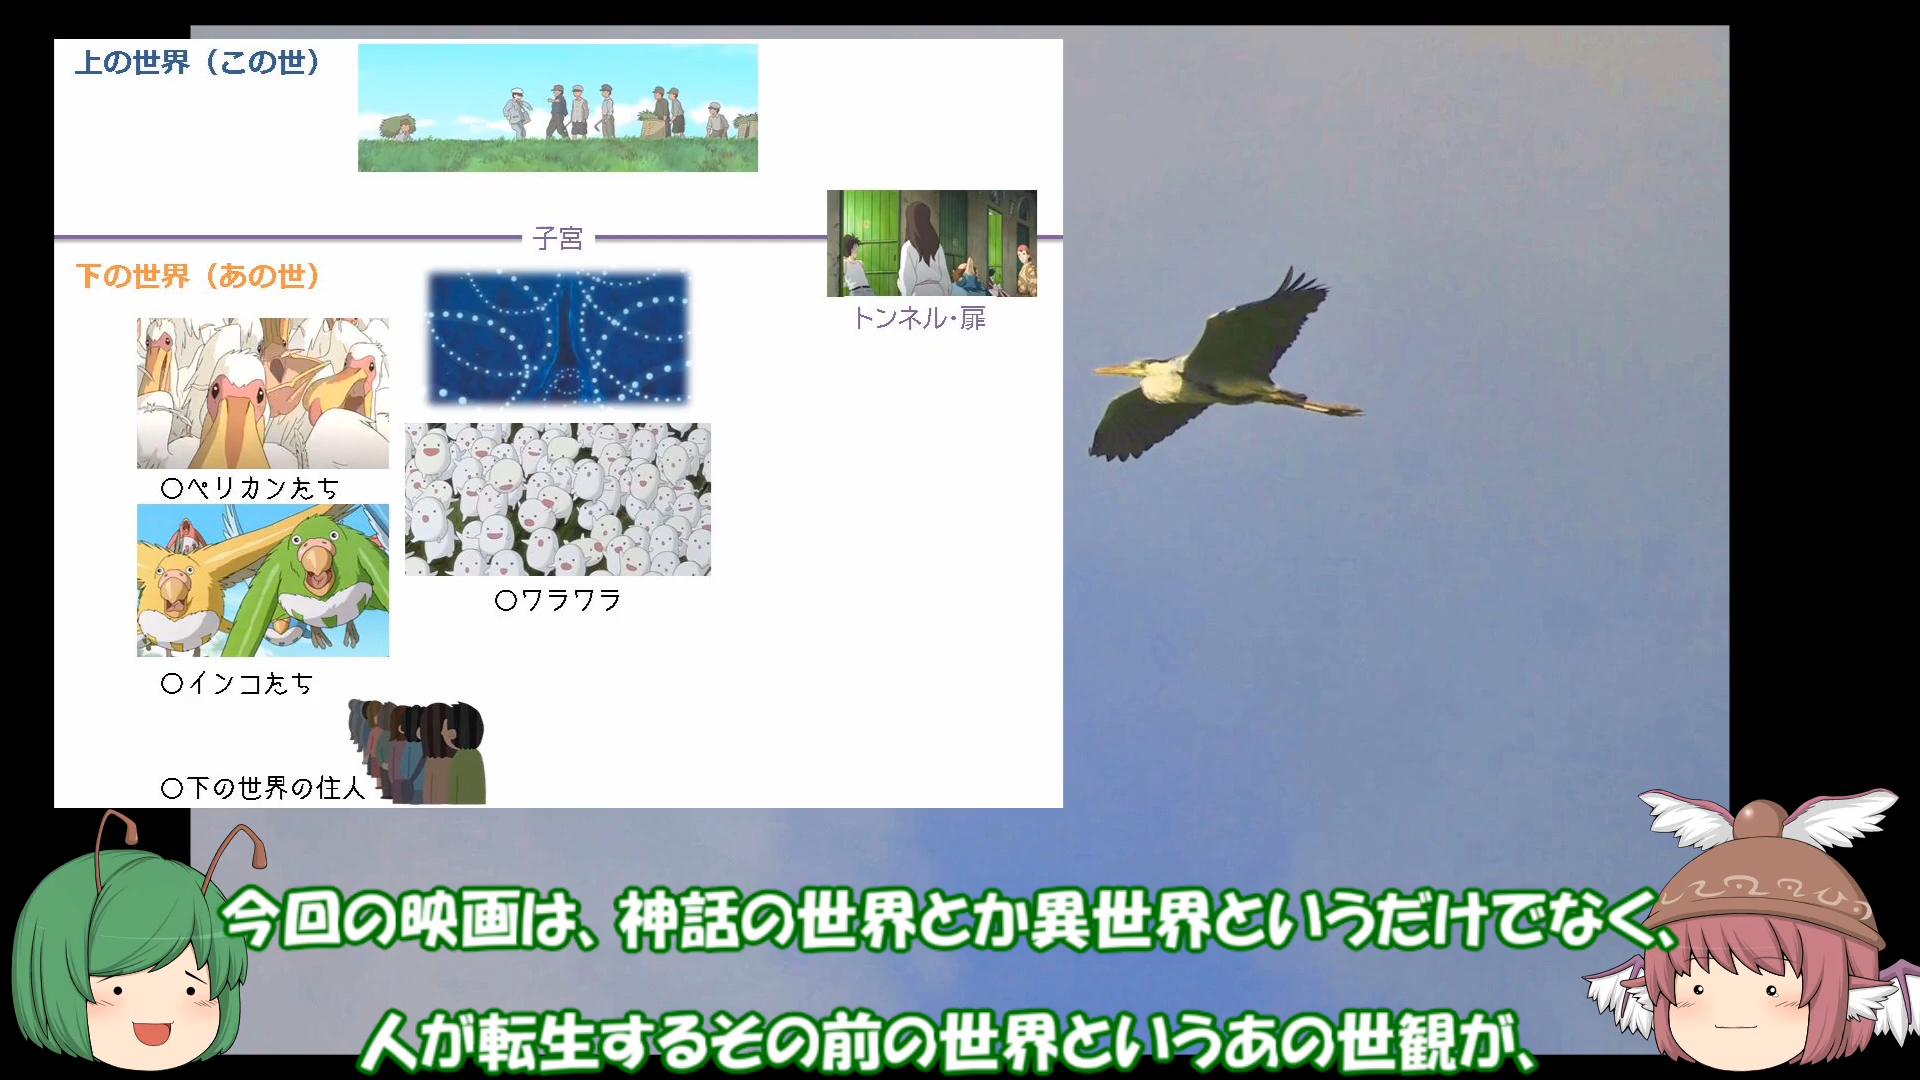 上の世界（この世）
子宮
下の世界（あの世）
トンネル・扉
○ペリカンたち
○ワラワラ
○インコたち
○下の世界の住人
今回の映画は、神話の世界とか異世界というだけでなく、
人が転生するその前の世界というあの世観が、